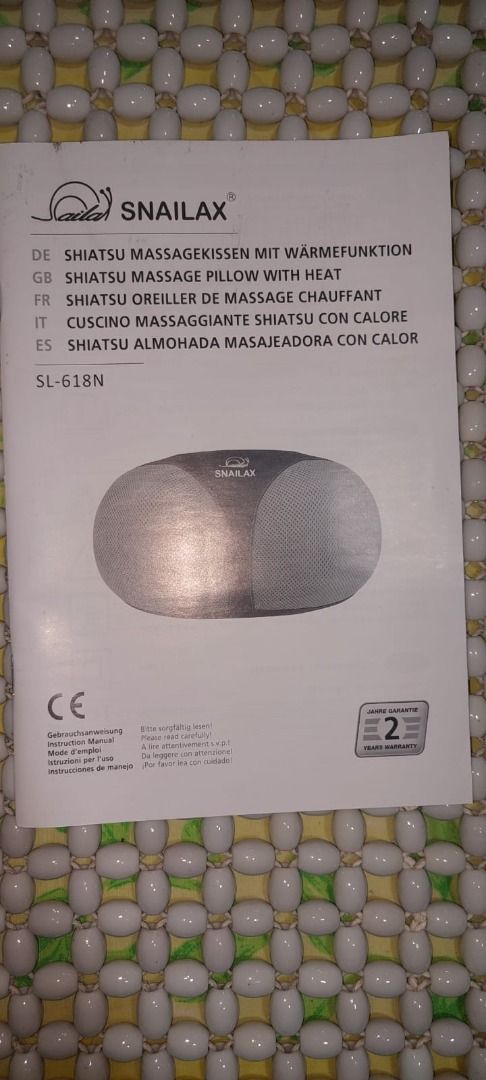 Snailax SNAILAX®
DE SHIATSU MASSAGEKISSEN MIT WÄRMEFUNKTION
GB SHIATSU MASSAGE PILLOW WITH HEAT
FR SHIATSU OREILLER DE MASSAGE CHAUFFANT
IT CUSCINO MASSAGGIANTE SHIATSU CON CALORE
ES SHIATSU ALMOHADA MASAJEADORA CON CALOR
SL-618N
SNAILAX
CE
Gebrauchsanweisung Bitte sorgfältig lesen!
Instruction Manual Please read carefully!
Mode d'emploi A lire attentivement s.v.p.!
Istruzioni per l'uso Da leggere con attenzione!
Instrucciones de manejo ¡Por favor lea con cuidado!
JAHRE GARANTIE
2
YEARS WARRANTY